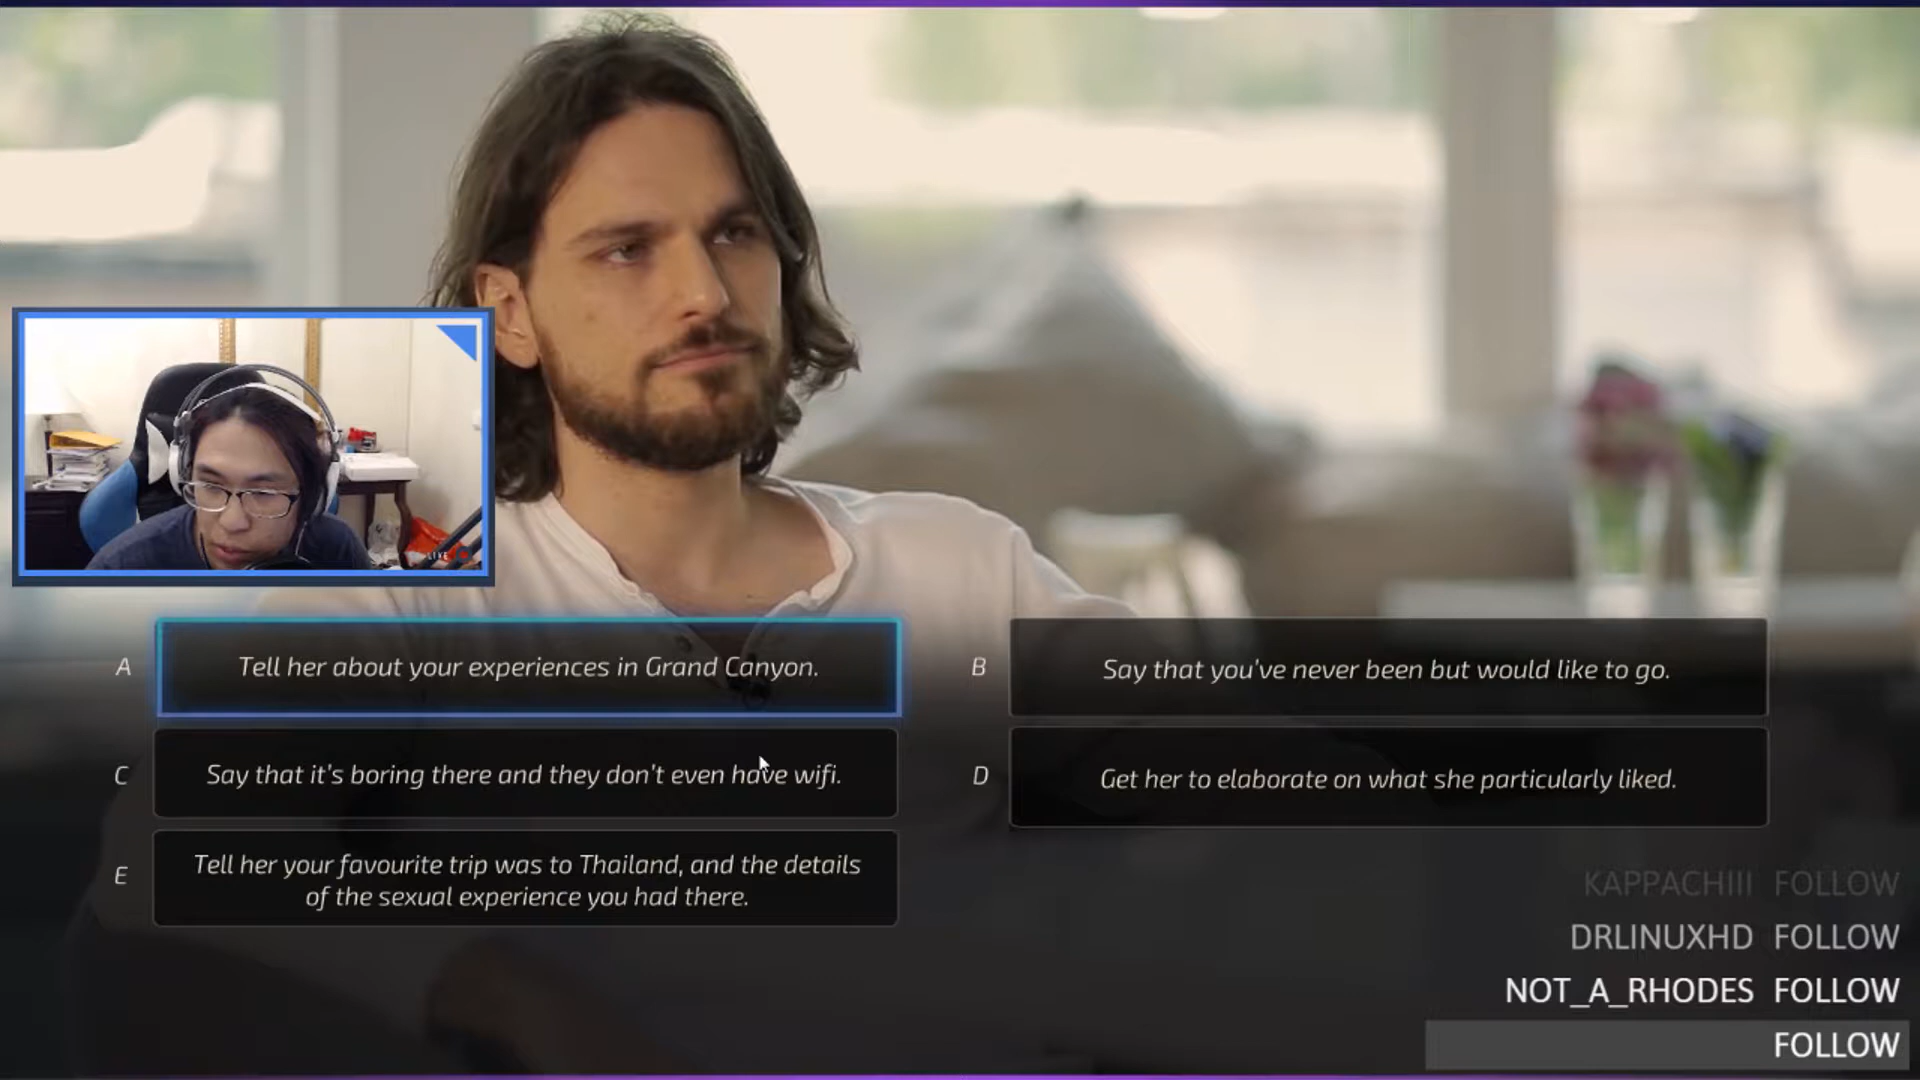 LIVE
A Tell her about your experiences in Grand Canyon.
B Say that you've never been but would like to go.
C Say that it's boring there and they don't even have wifi.
D Get her to elaborate on what she particularly liked.
E Tell her your favourite trip was to Thailand, and the details
of the sexual experience you had there.
KAPPACHIII FOLLOW
DRLINUXHD FOLLOW
NOT_A_RHODES FOLLOW
FOLLOW